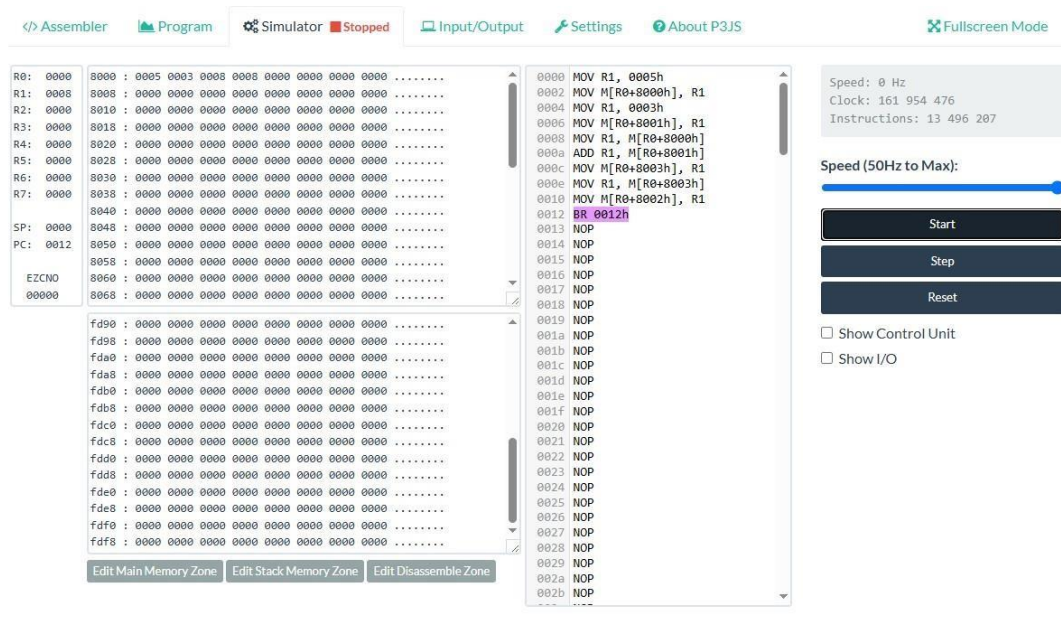 </> Assembler Program Simulator Stopped Input/Output Settings About P3JS Fullscreen Mode
R0: 0000
R1: 0008
R2: 0000
R3: 0000
R4: 0000
R5: 0000
R6: 0000
R7: 0000
SP: 0000
PC: 0012
EZCNO
00000
8000 : 0005 0003 0008 0008 0000 0000 0000 0000 ........
8008 : 0000 0000 0000 0000 0000 0000 0000 0000 ........
8010 : 0000 0000 0000 0000 0000 0000 0000 0000 ........
8018 : 0000 0000 0000 0000 0000 0000 0000 0000 ........
8020 : 0000 0000 0000 0000 0000 0000 0000 0000 ........
8028 : 0000 0000 0000 0000 0000 0000 0000 0000 ........
8030 : 0000 0000 0000 0000 0000 0000 0000 0000 ........
8038 : 0000 0000 0000 0000 0000 0000 0000 0000 ........
8040 : 0000 0000 0000 0000 0000 0000 0000 0000 ........
8048 : 0000 0000 0000 0000 0000 0000 0000 0000 ........
8050 : 0000 0000 0000 0000 0000 0000 0000 0000 ........
8058 : 0000 0000 0000 0000 0000 0000 0000 0000 ........
8060 : 0000 0000 0000 0000 0000 0000 0000 0000 ........
8068 : 0000 0000 0000 0000 0000 0000 0000 0000 ........
fd90 : 0000 0000 0000 0000 0000 0000 0000 0000 ........
fd98 : 0000 0000 0000 0000 0000 0000 0000 0000 ........
fda0 : 0000 0000 0000 0000 0000 0000 0000 0000 ........
fda8 : 0000 0000 0000 0000 0000 0000 0000 0000 ........
fdb0 : 0000 0000 0000 0000 0000 0000 0000 0000 ........
fdb8 : 0000 0000 0000 0000 0000 0000 0000 0000 ........
fdc0 : 0000 0000 0000 0000 0000 0000 0000 0000 ........
fdc8 : 0000 0000 0000 0000 0000 0000 0000 0000 ........
fdd0 : 0000 0000 0000 0000 0000 0000 0000 0000 ........
fdd8 : 0000 0000 0000 0000 0000 0000 0000 0000 ........
fde0 : 0000 0000 0000 0000 0000 0000 0000 0000 ........
fde8 : 0000 0000 0000 0000 0000 0000 0000 0000 ........
fdf0 : 0000 0000 0000 0000 0000 0000 0000 0000 ........
fdf8 : 0000 0000 0000 0000 0000 0000 0000 0000 ........
Edit Main Memory Zone Edit Stack Memory Zone Edit Disassemble Zone
0000 MOV R1, 0005h
0002 MOV M[R0+8000h], R1
0004 MOV R1, 0003h
0006 MOV M[R0+8001h], R1
0008 MOV R1, M[R0+8000h]
000a ADD R1, M[R0+8001h]
000c MOV M[R0+8003h], R1
000e MOV R1, M[R0+8003h]
0010 MOV M[R0+8002h], R1
0012 BR 0012h
0013 NOP
0014 NOP
0015 NOP
0016 NOP
0017 NOP
0018 NOP
0019 NOP
001a NOP
001b NOP
001c NOP
001d NOP
001e NOP
001f NOP
0020 NOP
0021 NOP
0022 NOP
0023 NOP
0024 NOP
0025 NOP
0026 NOP
0027 NOP
0028 NOP
0029 NOP
002a NOP
002b NOP
Speed: 0 Hz
Clock: 161 954 476
Instructions: 13 496 207
Speed (50Hz to Max):
Start
Step
Reset
Show Control Unit
Show I/O